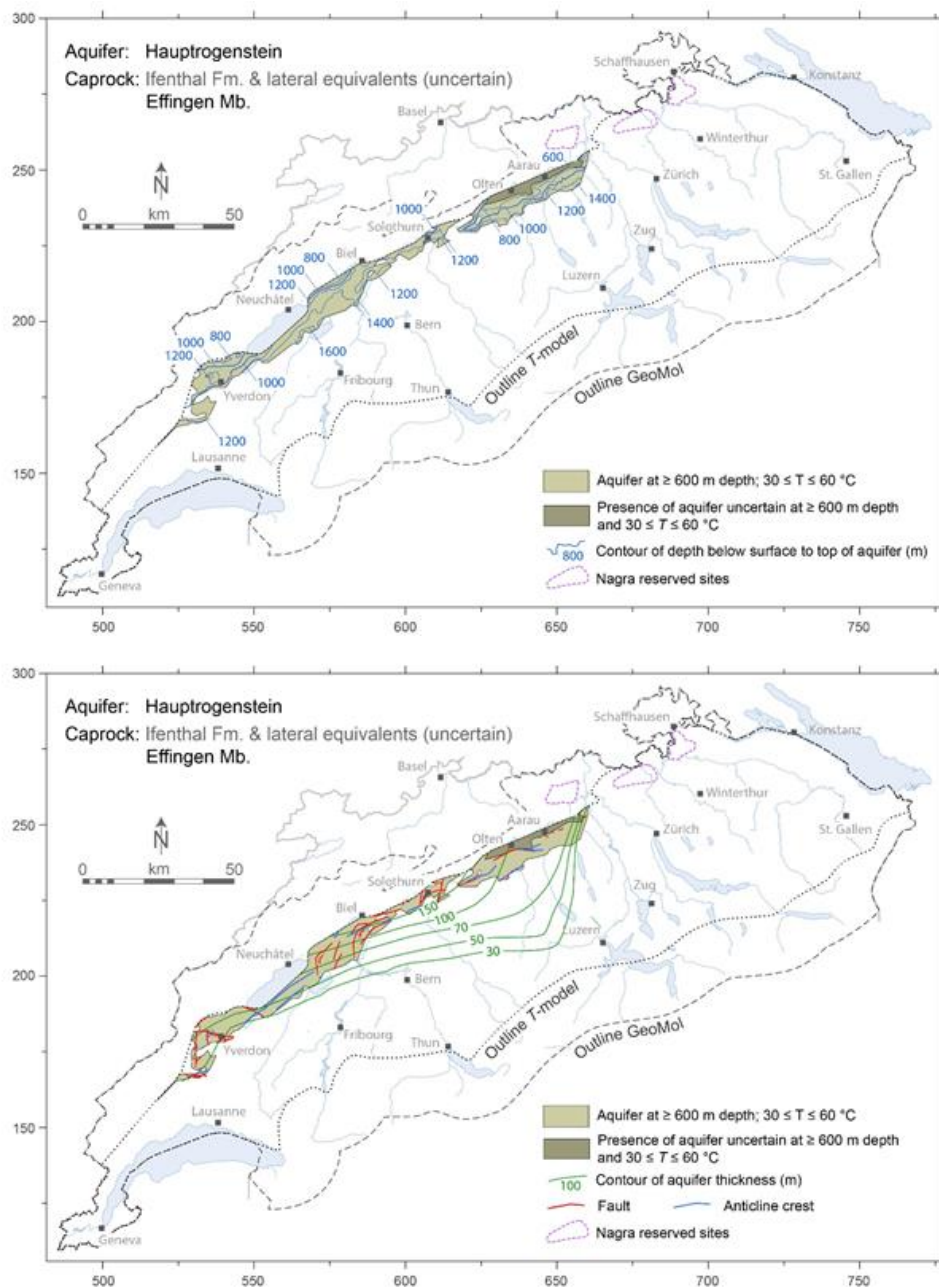 300
Aquifer: Hauptrogenstein
Caprock: Ifenthal Fm. & lateral equivalents (uncertain)
Effingen Mb.
Schaffhausen
Konstanz
Basel
Winterthur
N
250
600
Aarau
Olten
Zürich
St. Gallen
0 50
km
1400
1200
1000
800
1000
Solothurn
1200
Zug
Biel
800
1000
1200
Luzern
Neuchâtel
1200
1400
200
Bern
1600
800
1000
1200
1000
Yverdon
Fribourg
Thun
Outline T-model
Outline GeoMol
1200
Lausanne
150
Aquifer at ≥ 600 m depth; 30 ≤ T ≤ 60 °C
Presence of aquifer uncertain at ≥ 600 m depth
and 30 ≤ T ≤ 60 °C
800 Contour of depth below surface to top of aquifer (m)
Nagra reserved sites
Geneva
500 550 600 650 700 750
300
Aquifer: Hauptrogenstein
Caprock: Ifenthal Fm. & lateral equivalents (uncertain)
Effingen Mb.
Schaffhausen
Konstanz
Basel
Winterthur
N
250
Aarau
Olten
Zürich
St. Gallen
0 50
km
Solothurn
150
100
70
50
30
Zug
Biel
Luzern
Neuchâtel
200
Bern
Yverdon
Fribourg
Thun
Outline T-model
Outline GeoMol
Lausanne
150
Aquifer at ≥ 600 m depth; 30 ≤ T ≤ 60 °C
Presence of aquifer uncertain at ≥ 600 m depth
and 30 ≤ T ≤ 60 °C
100 Contour of aquifer thickness (m)
Fault Anticline crest
Nagra reserved sites
Geneva
500 550 600 650 700 750